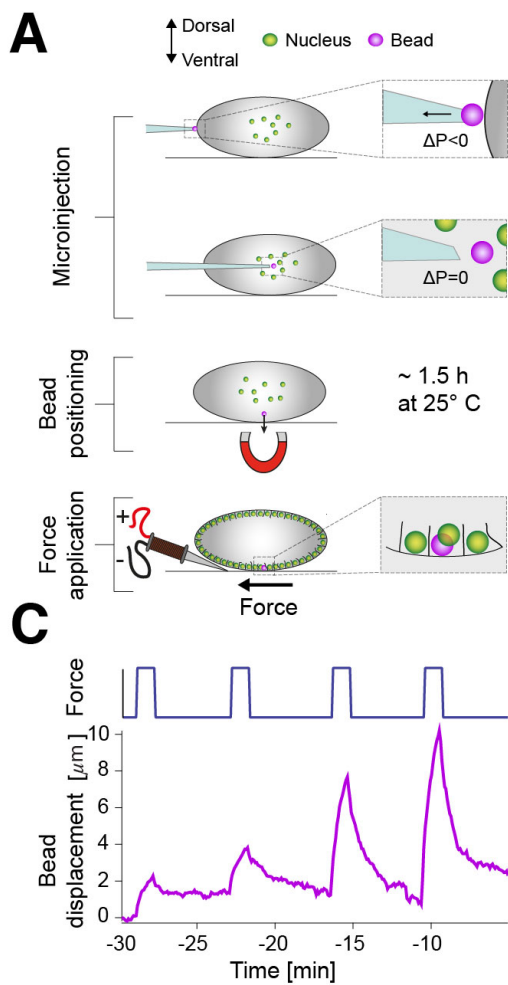 A
Dorsal
Ventral
Nucleus
Bead
Microinjection
ΔP<0
ΔP=0
Bead
positioning
~ 1.5 h
at 25° C
Force
application
+
-
Force
C
Force
Bead
displacement [μm]
10
8
6
4
2
0
-30
-25
-20
-15
-10
Time [min]